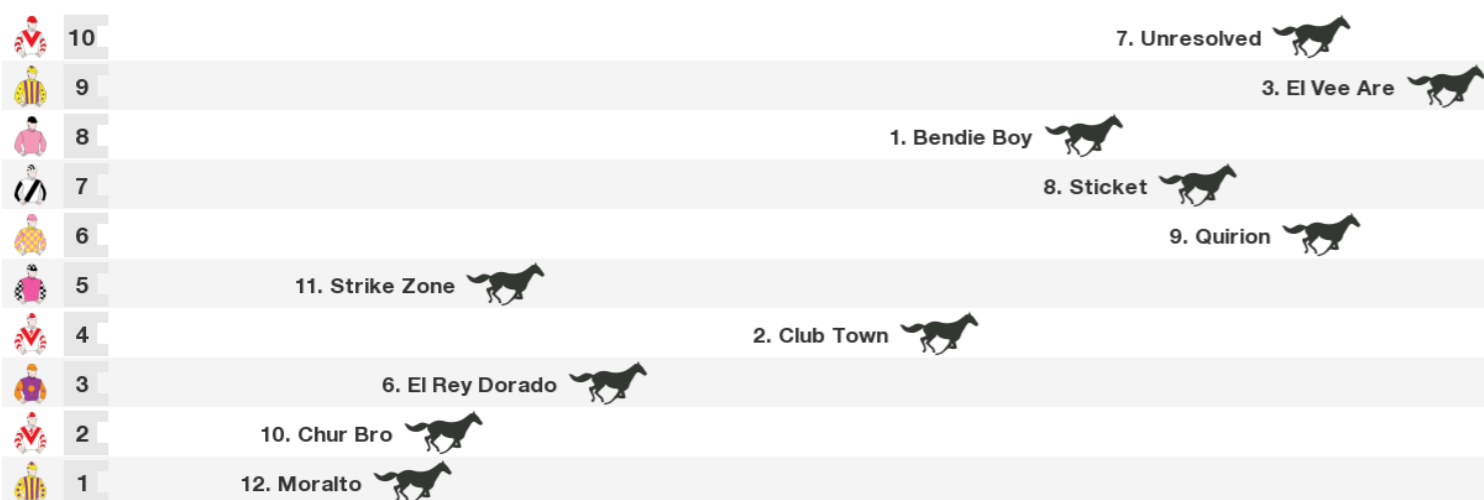 10 7. Unresolved
9 3. El Vee Are
8 1. Bendie Boy
7 8. Sticket
6 9. Quirion
5 11. Strike Zone
4 2. Club Town
3 6. El Rey Dorado
2 10. Chur Bro
1 12. Moralto